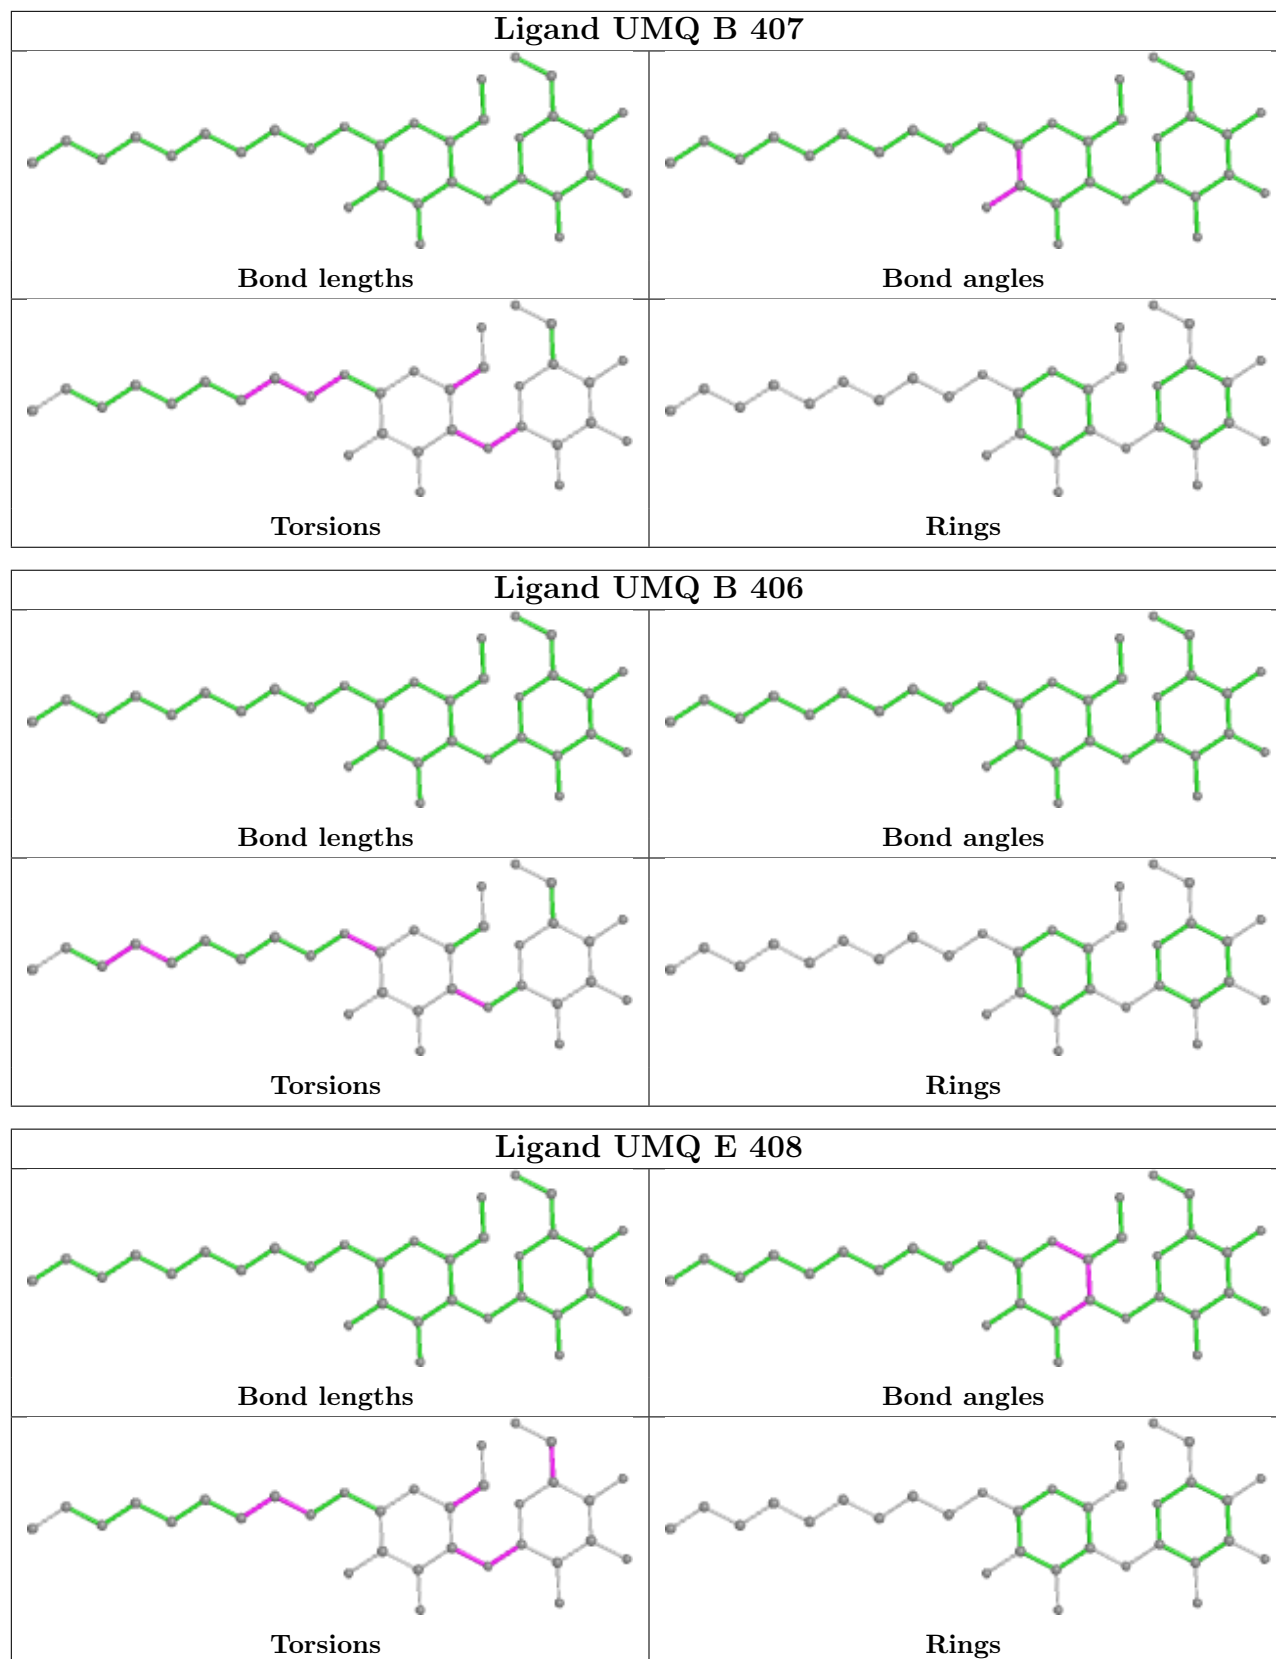 Ligand UMQ B 407
Bond lengths
Bond angles
Torsions
Rings
Ligand UMQ B 406
Bond lengths
Bond angles
Torsions
Rings
Ligand UMQ E 408
Bond lengths
Bond angles
Torsions
Rings